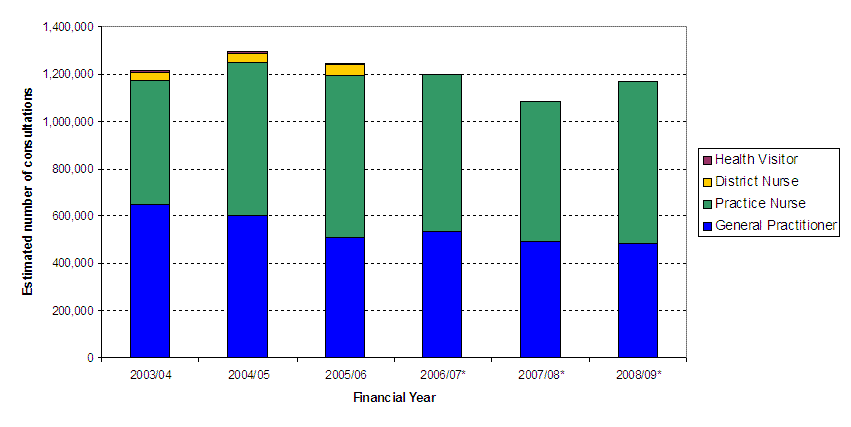 Estimated number of consultations
1,400,000
1,200,000
1,000,000
800,000
600,000
400,000
200,000
0
2003/04 2004/05 2005/06 2006/07* 2007/08* 2008/09*
Financial Year
Health Visitor
District Nurse
Practice Nurse
General Practitioner